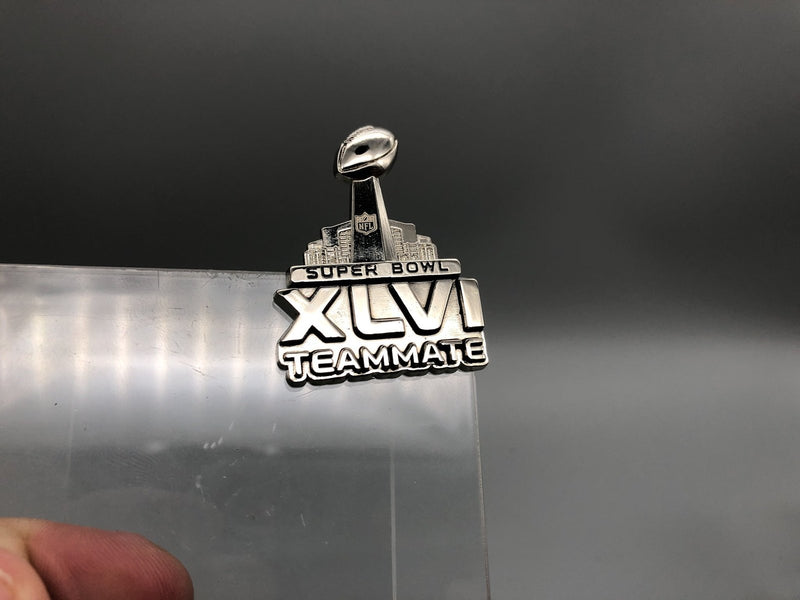 NFL
SUPER BOWL
XLVI
TEAMMATE